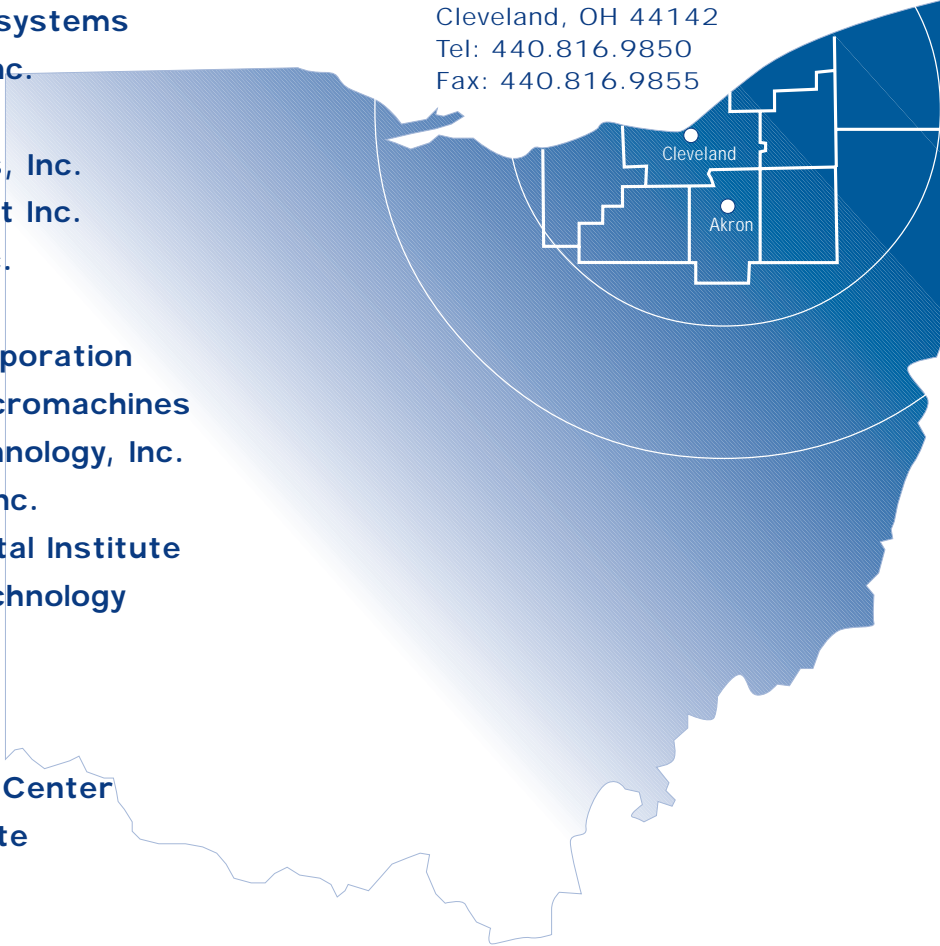 systems
nc.
, Inc.
t Inc.
c.
poration
cromachines
nnology, Inc.
nc.
tal Institute
chnology
Center
te
Cleveland, OH 44142
Tel: 440.816.9850
Fax: 440.816.9855
Cleveland
Akron